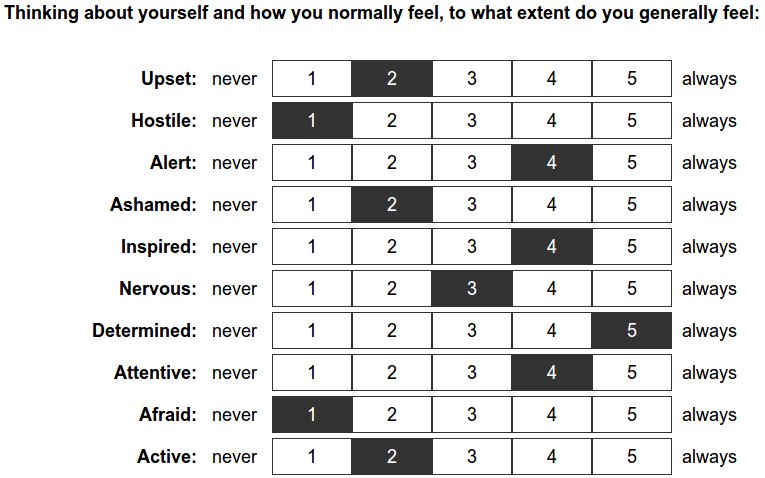 Thinking about yourself and how you normally feel, to what extent do you generally feel:
Upset: never 1 2 3 4 5 always
Hostile: never 1 2 3 4 5 always
Alert: never 1 2 3 4 5 always
Ashamed: never 1 2 3 4 5 always
Inspired: never 1 2 3 4 5 always
Nervous: never 1 2 3 4 5 always
Determined: never 1 2 3 4 5 always
Attentive: never 1 2 3 4 5 always
Afraid: never 1 2 3 4 5 always
Active: never 1 2 3 4 5 always